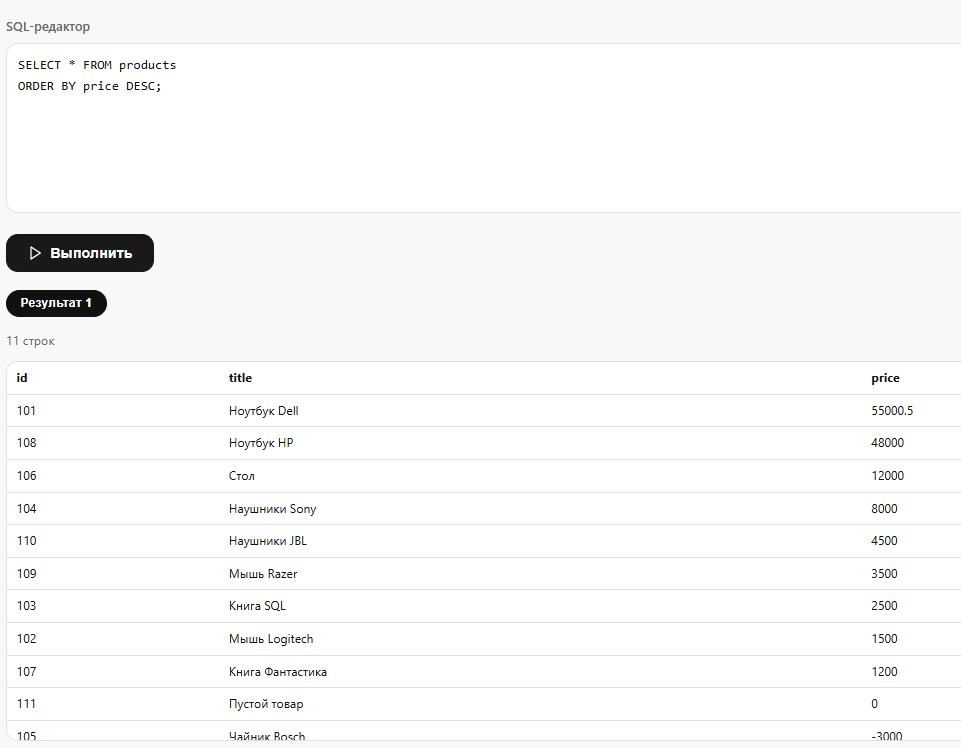 SQL-редактор
SELECT * FROM products
ORDER BY price DESC;
Выполнить
Результат 1
11 строк
id title price
101 Ноутбук Dell 55000.5
108 Ноутбук HP 48000
106 Стол 12000
104 Наушники Sony 8000
110 Наушники JBL 4500
109 Мышь Razer 3500
103 Книга SQL 2500
102 Мышь Logitech 1500
107 Книга Фантастика 1200
111 Пустой товар 0
105 Чайник Bosch -3000